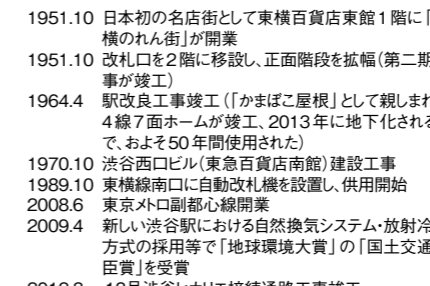 1951.10 日本初の名店街として東横百貨店東館1階に「
横のれん街」が開業
1951.10 改札口を2階に移設し、正面階段を拡幅(第二期
事が竣工)
1964.4 駅改良工事竣工(「かまぼこ屋根」として親しまれ
4線7面ホームが竣工、2013年に地下化される
で、およそ50年間使用された)
1970.10 渋谷西口ビル(東急百貨店南館)建設工事
1989.10 東横線南口に自動改札機を設置し、供用開始
2008.6 東京メトロ副都心線開業
2009.4 新しい渋谷駅における自然換気システム・放射冷
方式の採用等で「地球環境大賞」の「国土交通
臣賞」を受賞